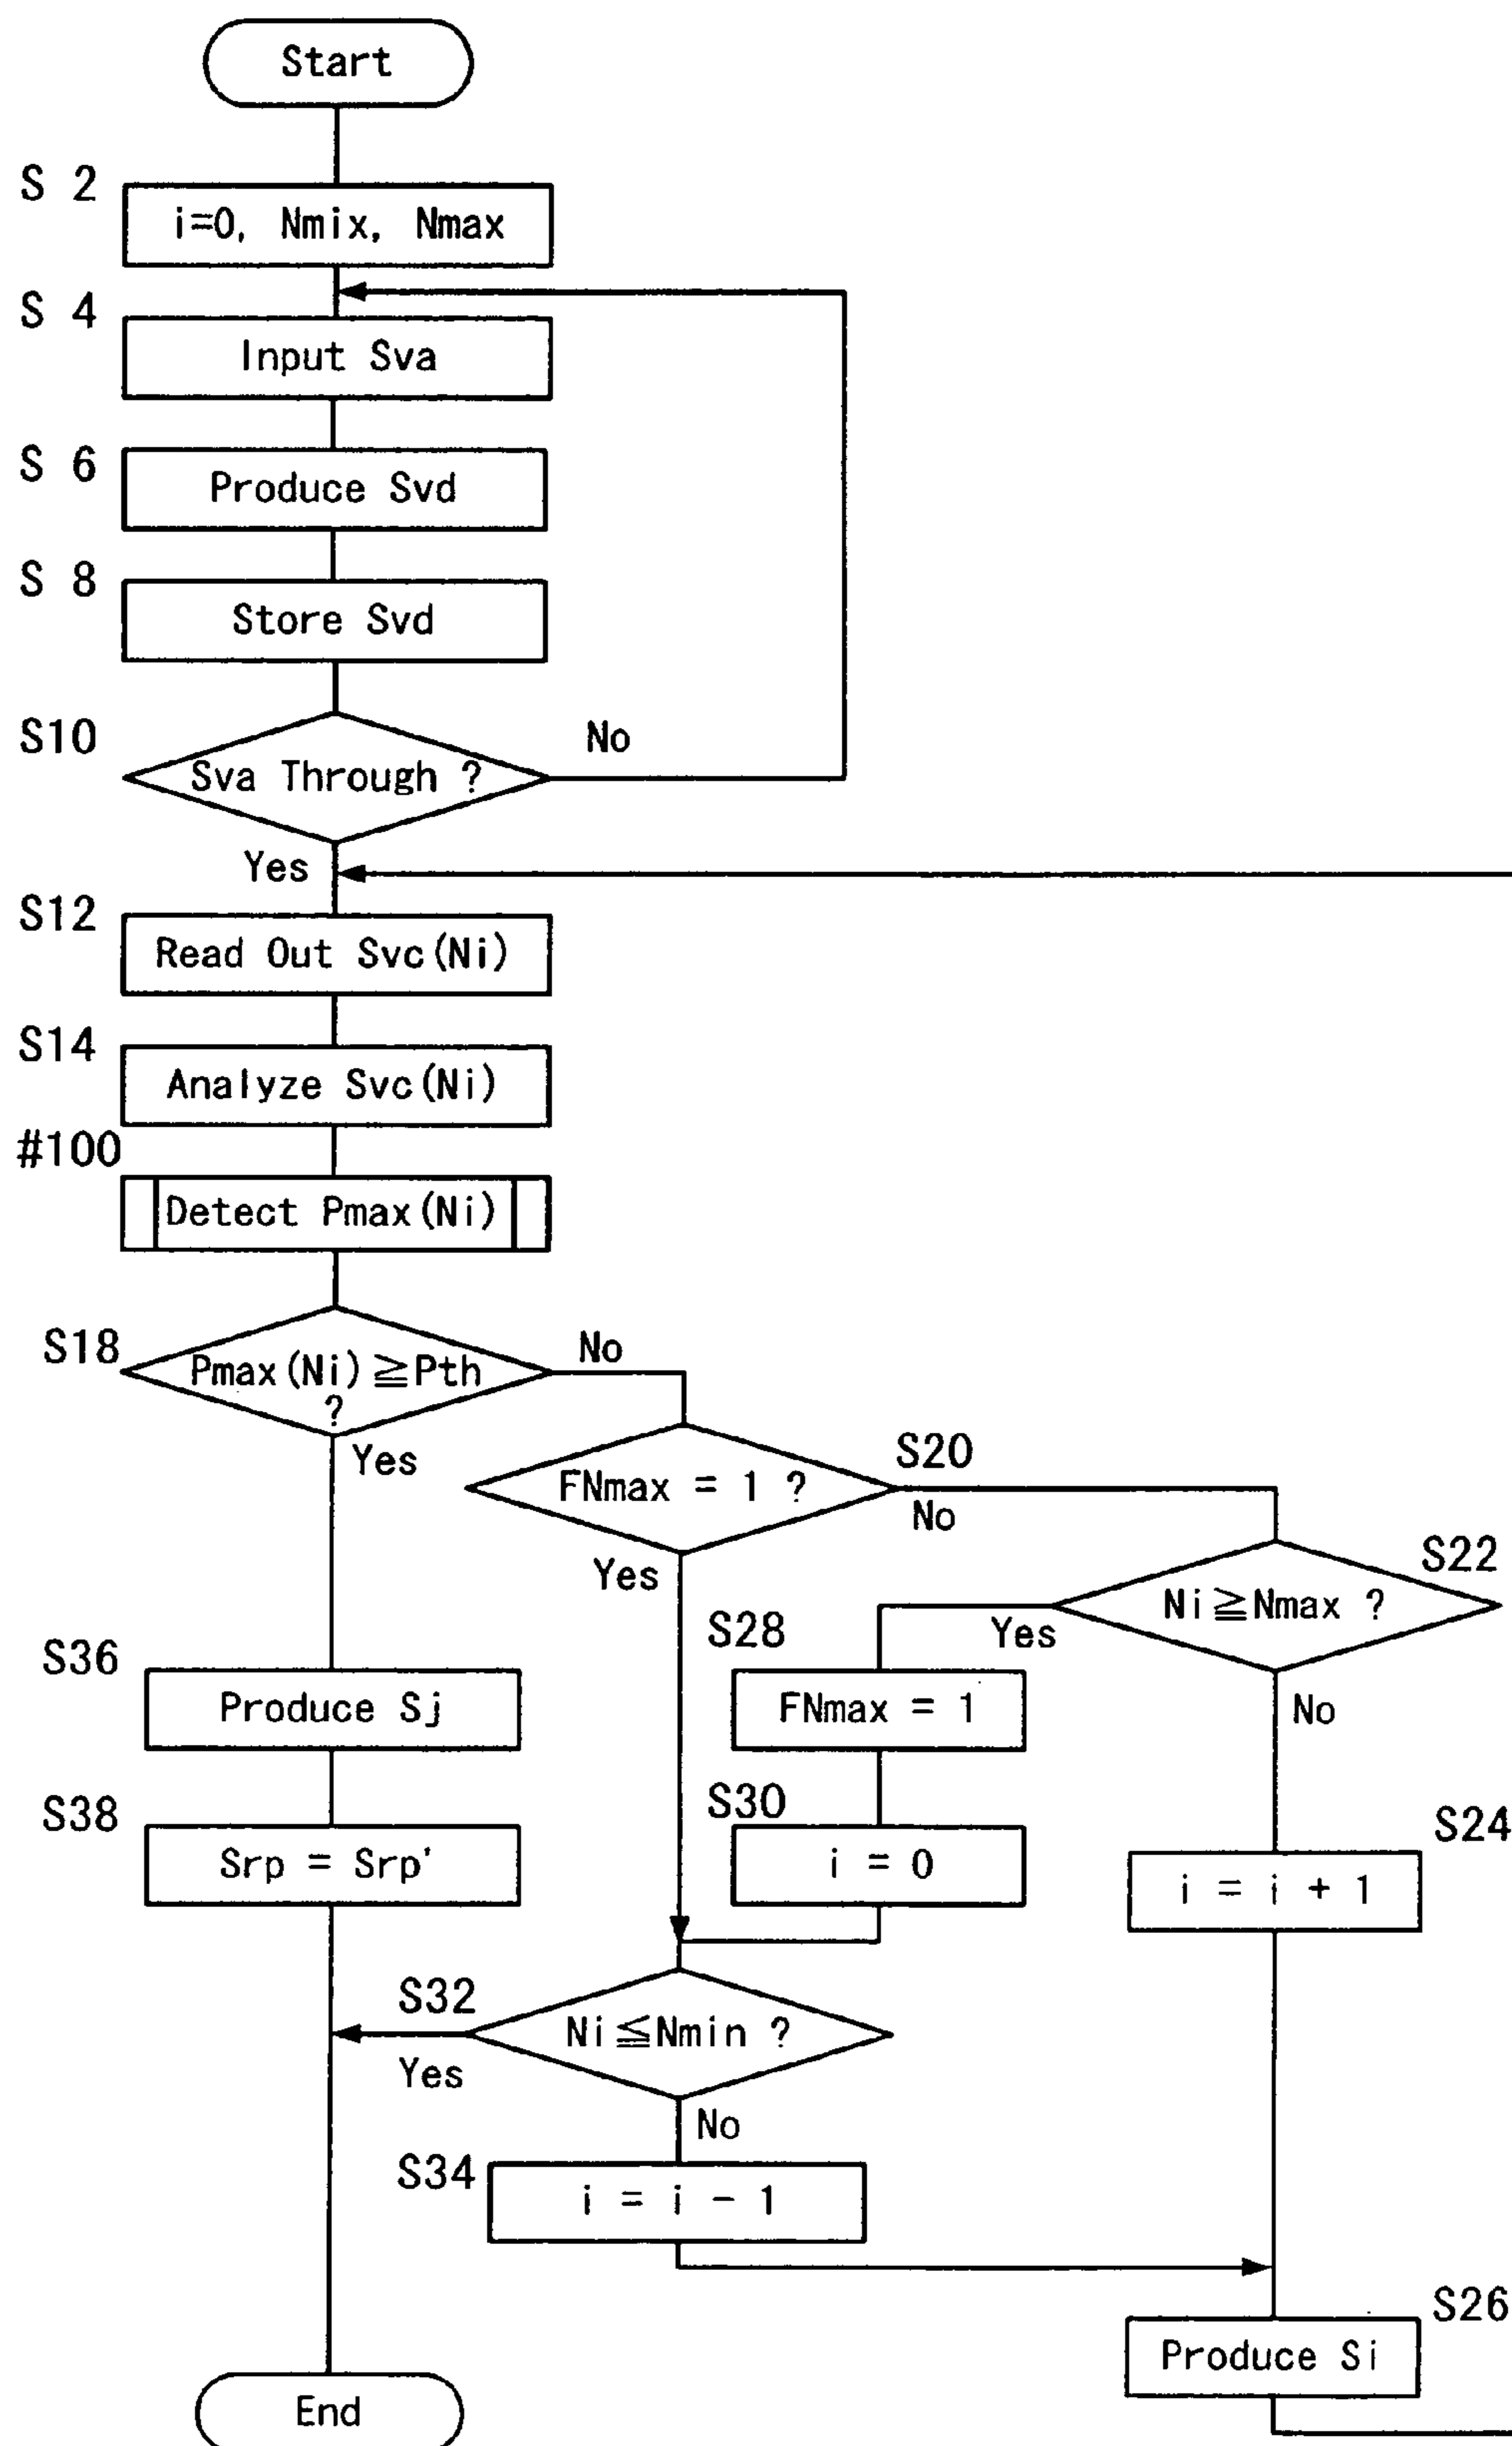 Start
S 2
i=0, Nmix, Nmax
S 4
Input Sva
S 6
Produce Svd
S 8
Store Svd
S10
Sva Through ?
No
Yes
S12
Read Out Svc(Ni)
S14
Analyze Svc(Ni)
#100
Detect Pmax(Ni)
S18
Pmax(Ni)≧Pth
?
No
Yes
S20
FNmax = 1 ?
No
Yes
S22
Ni≧Nmax ?
Yes
No
S28
FNmax = 1
S36
Produce Sj
S30
i = 0
S38
Srp = Srp'
S24
i = i + 1
S32
Ni≦Nmin ?
Yes
No
S34
i = i - 1
S26
Produce Si
End